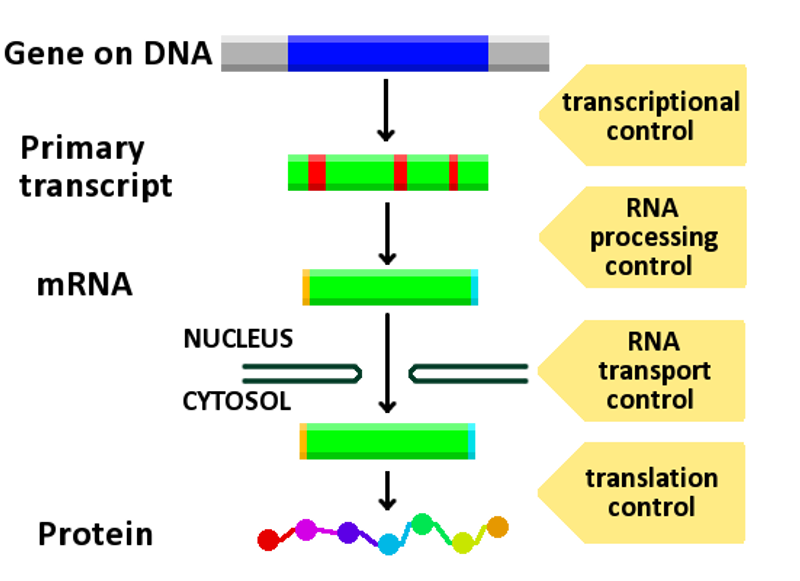 Gene on DNA
transcriptional
control
Primary
transcript
RNA
processing
control
mRNA
NUCLEUS
CYTOSOL
RNA
transport
control
translation
control
Protein